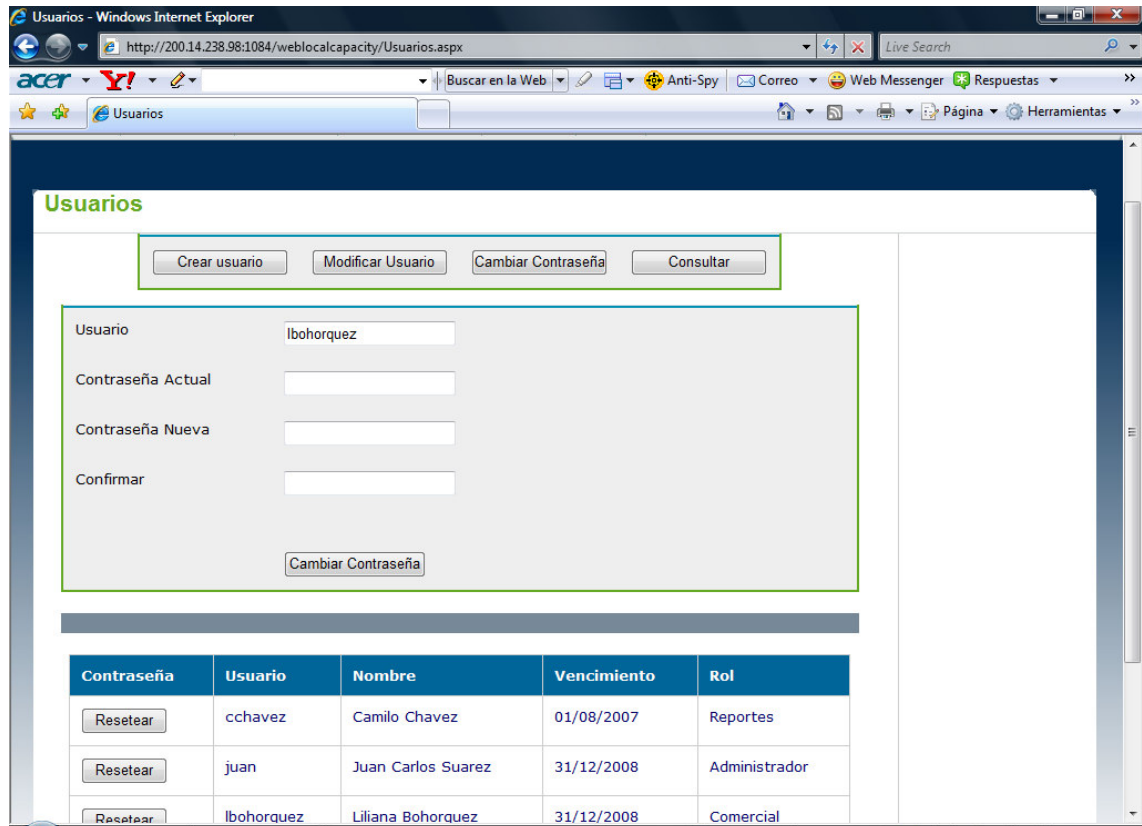 Usuarios - Windows Internet Explorer
http://200.14.238.98:1084/weblocalcapacity/Usuarios.aspx
Live Search
acer Y! Buscar en la Web Anti-Spy Correo Web Messenger Respuestas
Usuarios
Página Herramientas
Usuarios
Crear usuario Modificar Usuario Cambiar Contraseña Consultar
Usuario lbohorquez
Contraseña Actual
Contraseña Nueva
Confirmar
Cambiar Contraseña
Contraseña Usuario Nombre Vencimiento Rol
Resetear cchavez Camilo Chavez 01/08/2007 Reportes
Resetear juan Juan Carlos Suarez 31/12/2008 Administrador
Resetear lbohorquez Liliana Bohorquez 31/12/2008 Comercial